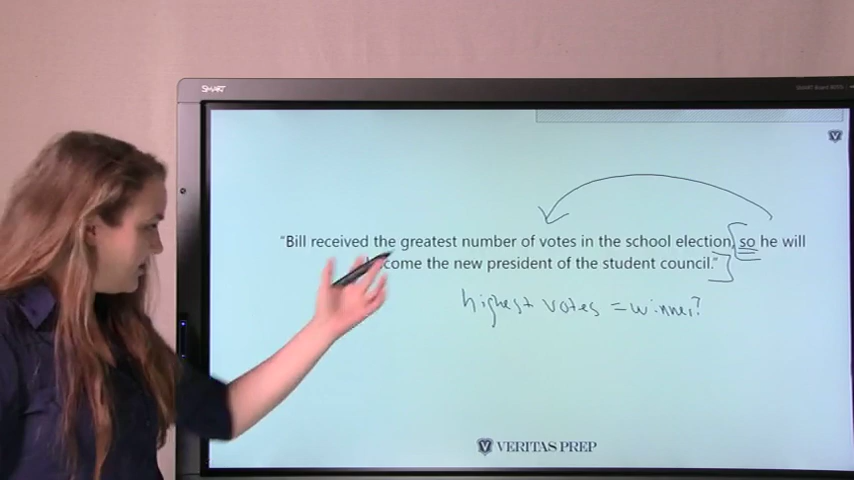 SMART
"Bill received the greatest number of votes in the school election, so he will
come the new president of the student council."
highest votes = winner?
VERITAS PREP